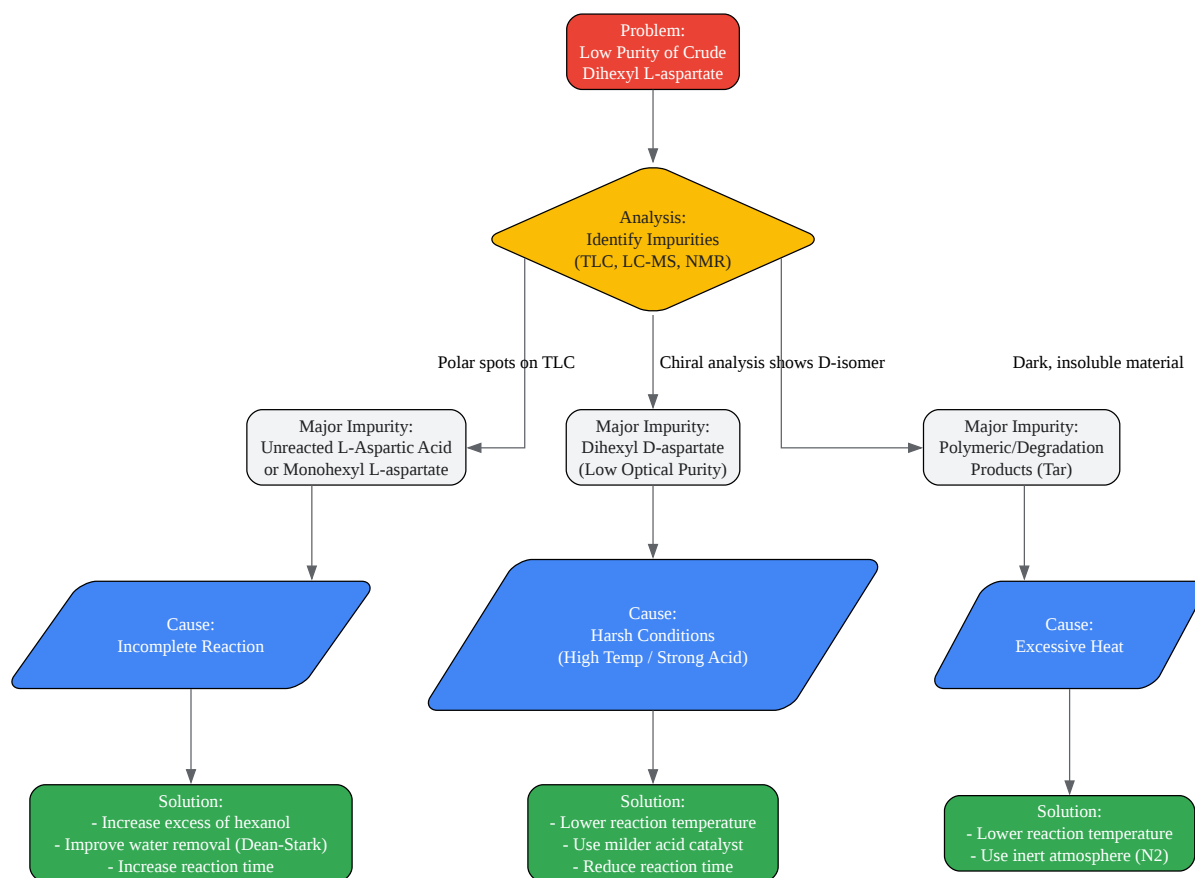 Problem:
Low Purity of Crude
Dihexyl L-aspartate
Analysis:
Identify Impurities
(TLC, LC-MS, NMR)
Polar spots on TLC
Chiral analysis shows D-isomer
Dark, insoluble material
Major Impurity:
Unreacted L-Aspartic Acid
or Monohexyl L-aspartate
Major Impurity:
Dihexyl D-aspartate
(Low Optical Purity)
Major Impurity:
Polymeric/Degradation
Products (Tar)
Cause:
Incomplete Reaction
Cause:
Harsh Conditions
(High Temp / Strong Acid)
Cause:
Excessive Heat
Solution:
- Increase excess of hexanol
- Improve water removal (Dean-Stark)
- Increase reaction time
Solution:
- Lower reaction temperature
- Use milder acid catalyst
- Reduce reaction time
Solution:
- Lower reaction temperature
- Use inert atmosphere (N2)